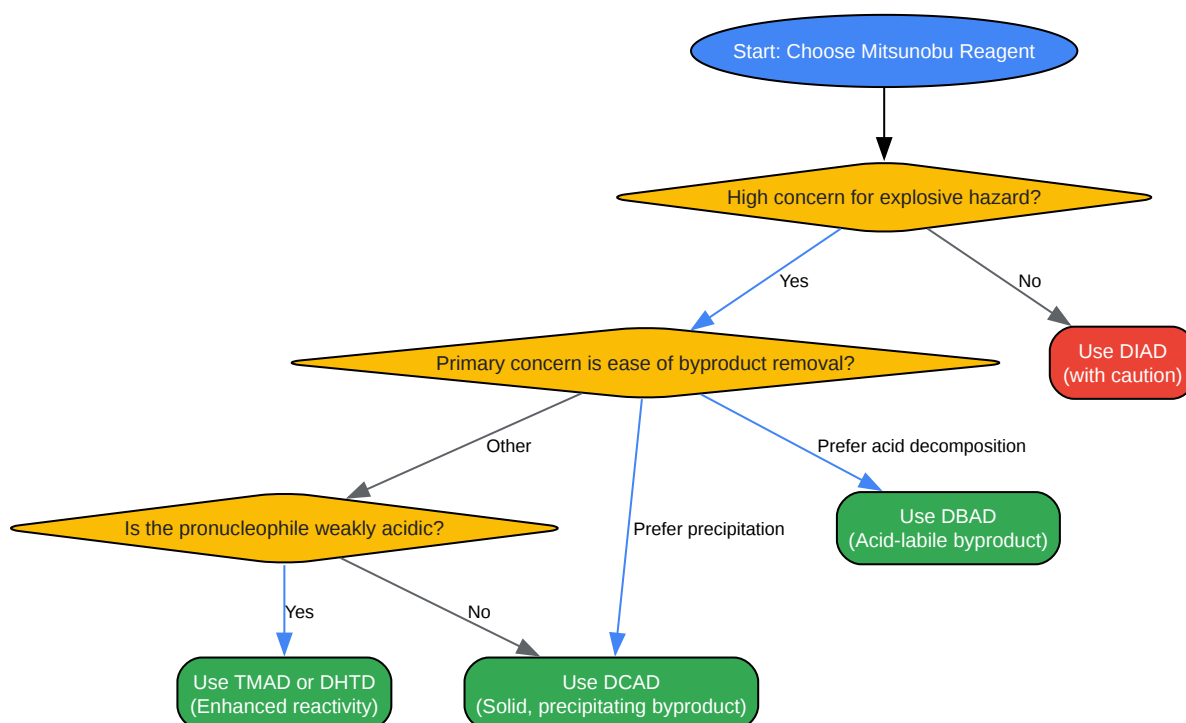 Start: Choose Mitsunobu Reagent
High concern for explosive hazard?
Yes
No
Primary concern is ease of byproduct removal?
Use DIAD
(with caution)
Other
Prefer acid decomposition
Is the pronucleophile weakly acidic?
Prefer precipitation
Use DBAD
(Acid-labile byproduct)
Yes
No
Use TMAD or DHTD
(Enhanced reactivity)
Use DCAD
(Solid, precipitating byproduct)